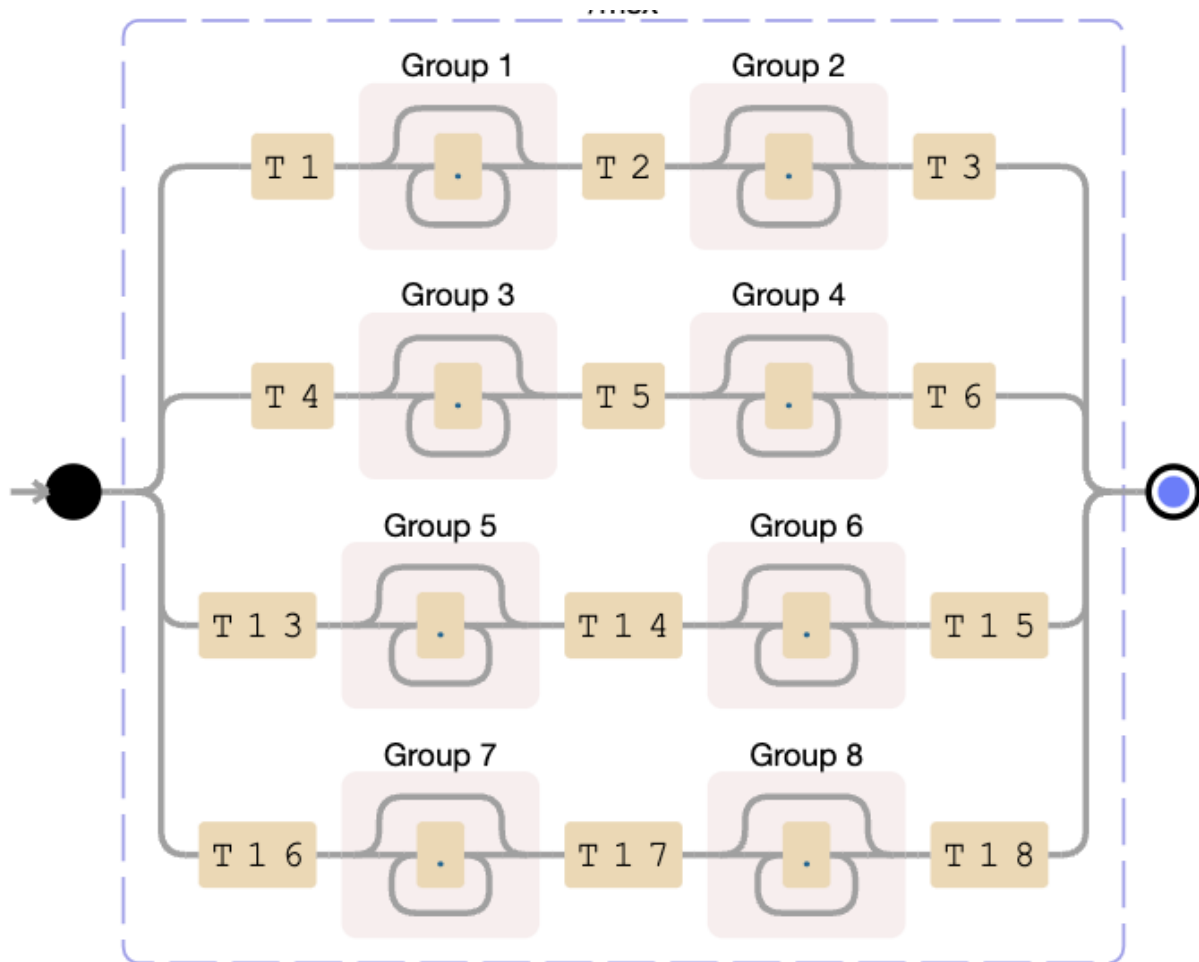 Group 1 Group 2
T 1 . T 2 . T 3
Group 3 Group 4
T 4 . T 5 . T 6
Group 5 Group 6
T 1 3 . T 1 4 . T 1 5
Group 7 Group 8
T 1 6 . T 1 7 . T 1 8